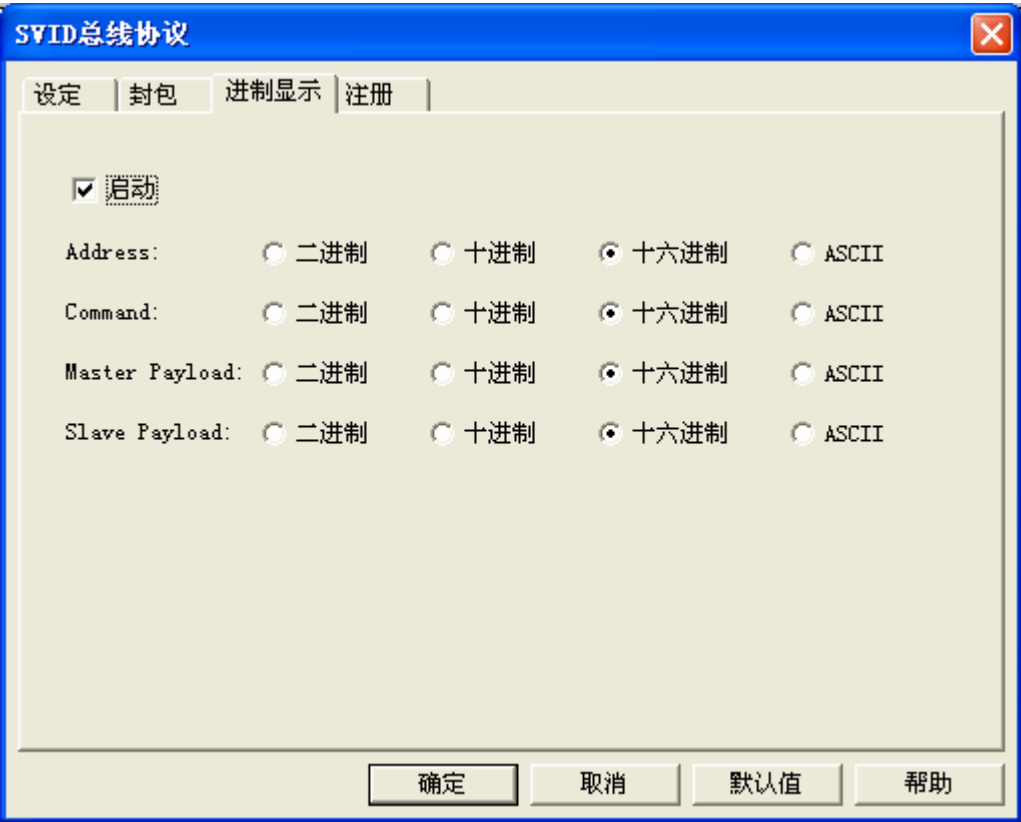 SVID总线协议
设定 封包 进制显示 注册
启动
Address: 二进制 十进制 十六进制 ASCII
Command: 二进制 十进制 十六进制 ASCII
Master Payload: 二进制 十进制 十六进制 ASCII
Slave Payload: 二进制 十进制 十六进制 ASCII
确定 取消 默认值 帮助